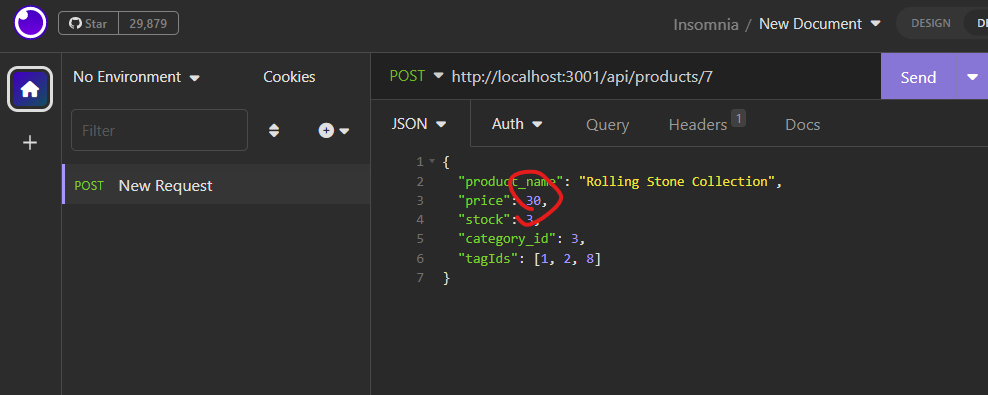 Star 29,879
Insomnia / New Document
DESIGN
DE
No Environment
Cookies
POST http://localhost:3001/api/products/7
Send
Filter
JSON
Auth
Query
Headers 1
Docs
POST New Request
1 {
2 "product_name": "Rolling Stone Collection",
3 "price": 30,
4 "stock": 3,
5 "category_id": 3,
6 "tagIds": [1, 2, 8]
7 }